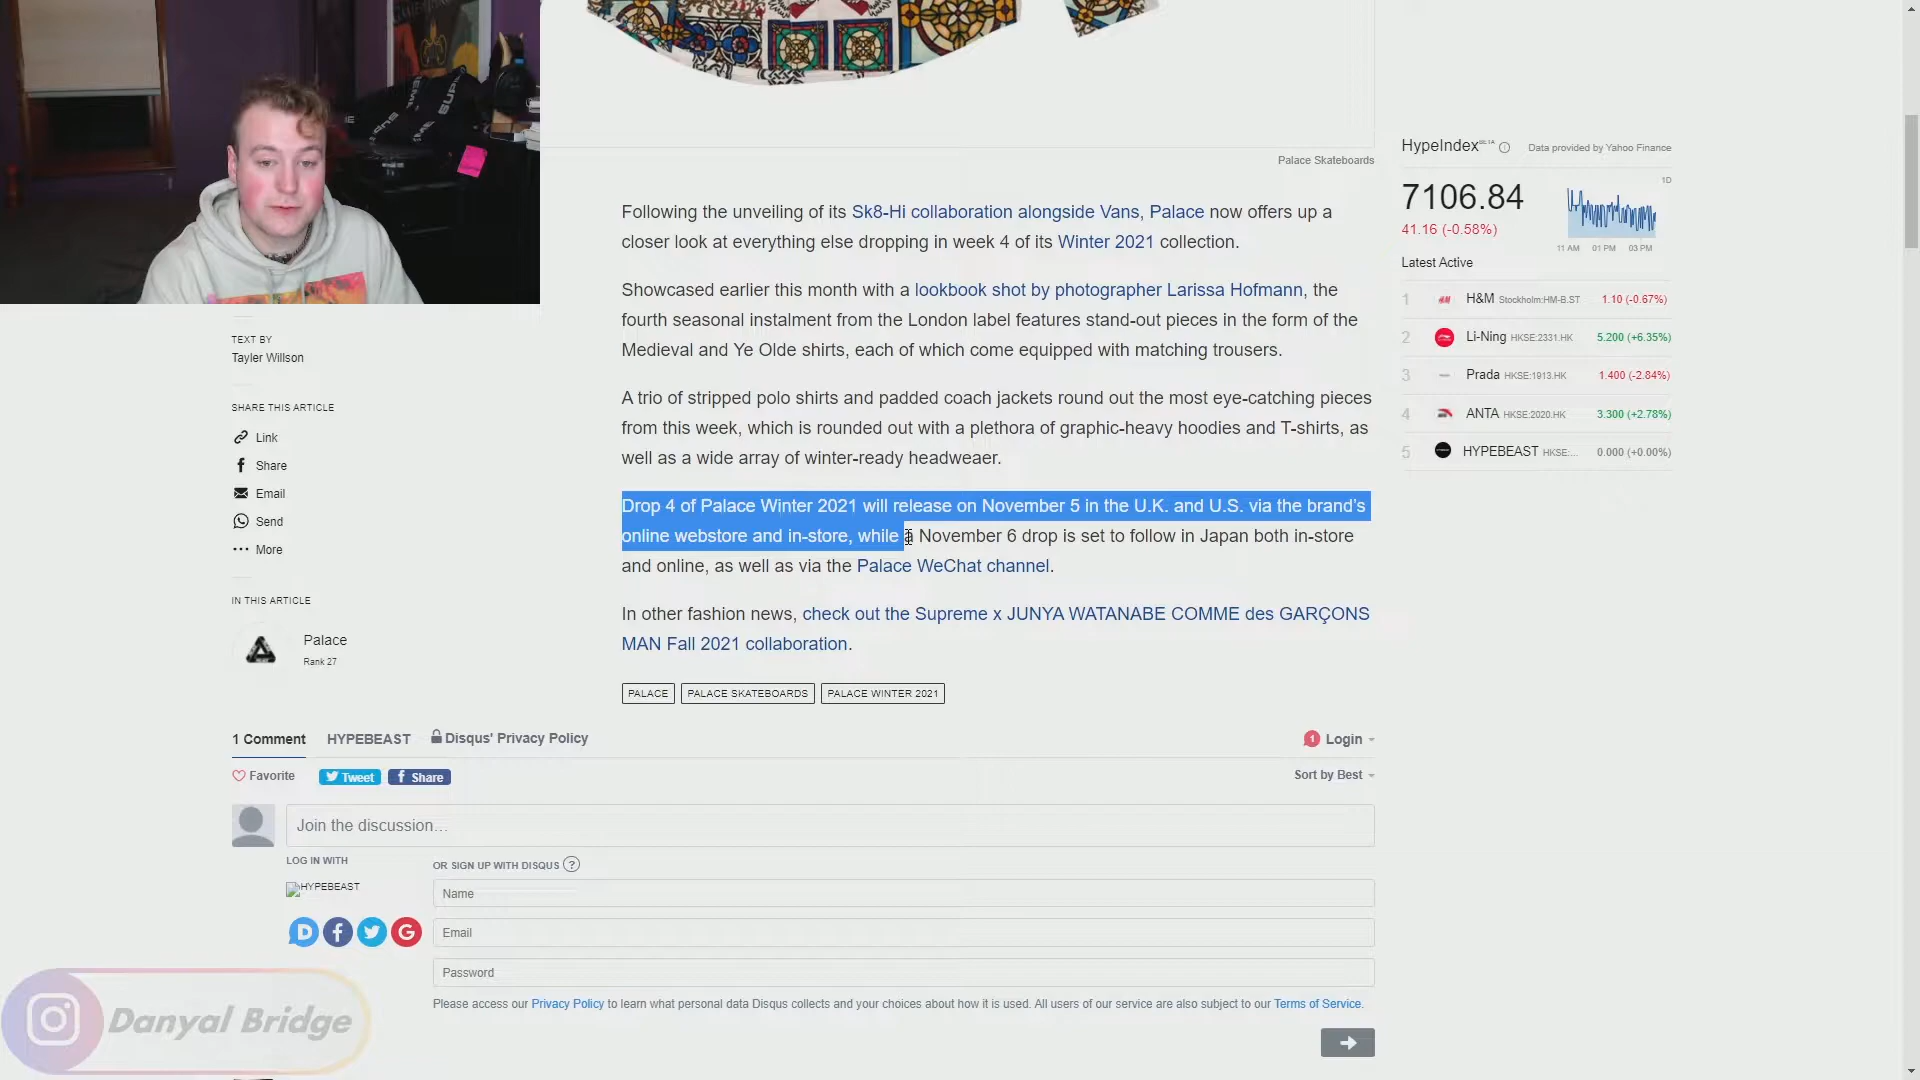 Palace Skateboards
HypeIndex BETA
Data provided by Yahoo Finance
7106.84
41.16 (-0.58%)
1D
11 AM 01 PM 03 PM
Latest Active
1 H&M Stockholm:HM-B.ST 1.10 (-0.67%)
2 Li-Ning HKSE:2331.HK 5.200 (+6.35%)
3 Prada HKSE:1913.HK 1.400 (-2.84%)
4 ANTA HKSE:2020.HK 3.300 (+2.78%)
5 HYPEBEAST HKSE:... 0.000 (+0.00%)
Following the unveiling of its Sk8-Hi collaboration alongside Vans, Palace now offers up a
closer look at everything else dropping in week 4 of its Winter 2021 collection.
Showcased earlier this month with a lookbook shot by photographer Larissa Hofmann, the
fourth seasonal instalment from the London label features stand-out pieces in the form of the
Medieval and Ye Olde shirts, each of which come equipped with matching trousers.
A trio of stripped polo shirts and padded coach jackets round out the most eye-catching pieces
from this week, which is rounded out with a plethora of graphic-heavy hoodies and T-shirts, as
well as a wide array of winter-ready headweaer.
Drop 4 of Palace Winter 2021 will release on November 5 in the U.K. and U.S. via the brand's
online webstore and in-store, while a November 6 drop is set to follow in Japan both in-store
and online, as well as via the Palace WeChat channel.
In other fashion news, check out the Supreme x JUNYA WATANABE COMME des GARÇONS
MAN Fall 2021 collaboration.
PALACE PALACE SKATEBOARDS PALACE WINTER 2021
TEXT BY
Tayler Willson
SHARE THIS ARTICLE
Link
Share
Email
Send
More
IN THIS ARTICLE
Palace
Rank 27
1 Comment HYPEBEAST Disqus' Privacy Policy 1 Login
Favorite Tweet Share Sort by Best
Join the discussion…
LOG IN WITH
OR SIGN UP WITH DISQUS ?
HYPEBEAST
Name
Email
Password
Please access our Privacy Policy to learn what personal data Disqus collects and your choices about how it is used. All users of our service are also subject to our Terms of Service.
Danyal Bridge